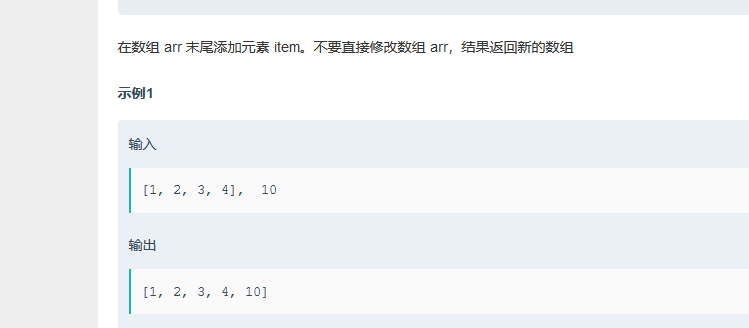 在数组 arr 末尾添加元素 item。不要直接修改数组 arr，结果返回新的数组
示例1
输入
[1, 2, 3, 4],  10
输出
[1, 2, 3, 4, 10]